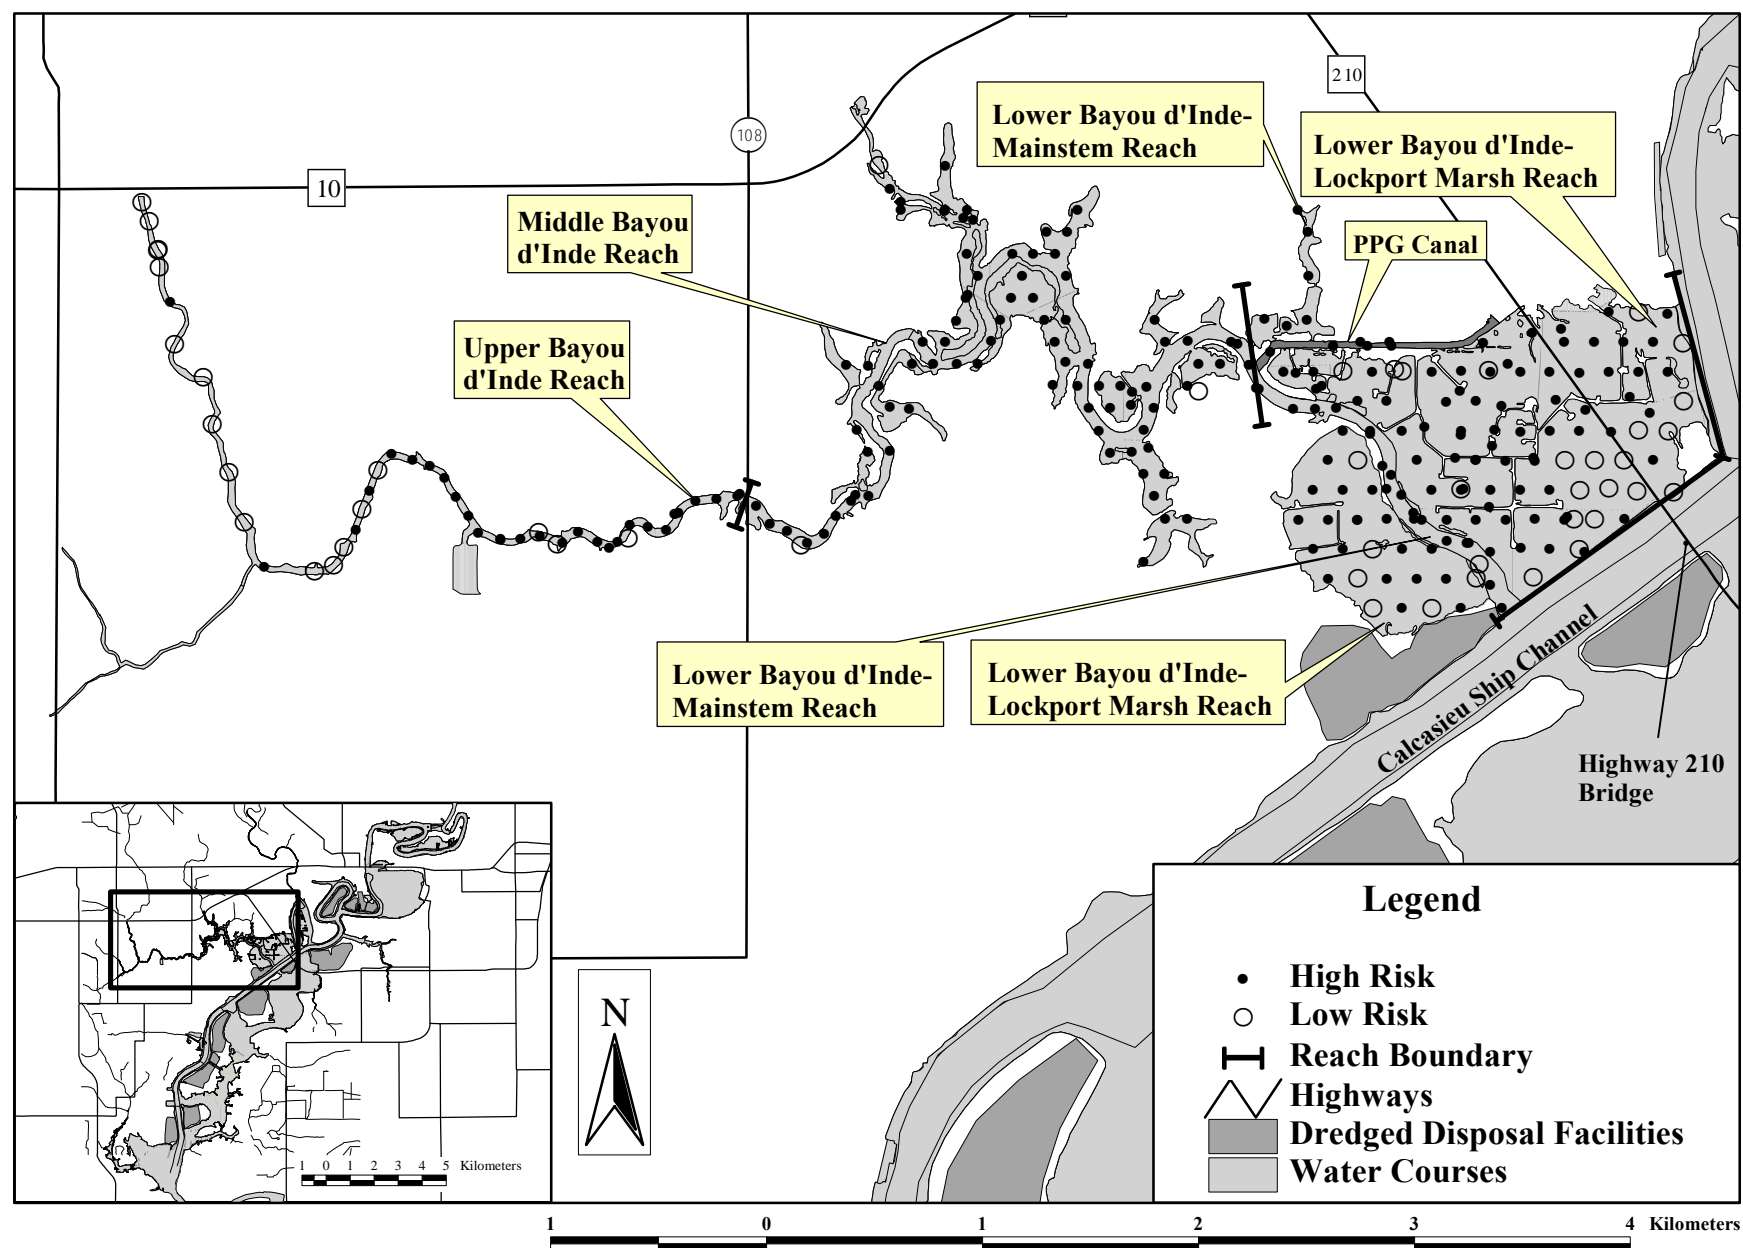 210
Lower Bayou d'Inde-
Mainstem Reach
Lower Bayou d'Inde-
Lockport Marsh Reach
108
10
Middle Bayou
d'Inde Reach
PPG Canal
Upper Bayou
d'Inde Reach
Lower Bayou d'Inde-
Mainstem Reach
Lower Bayou d'Inde-
Lockport Marsh Reach
Calcasieu Ship Channel
Highway 210
Bridge
Legend
High Risk
Low Risk
Reach Boundary
Highways
Dredged Disposal Facilities
Water Courses
N
1 0 1 2 3 4 5 Kilometers
1 0 1 2 3 4 Kilometers